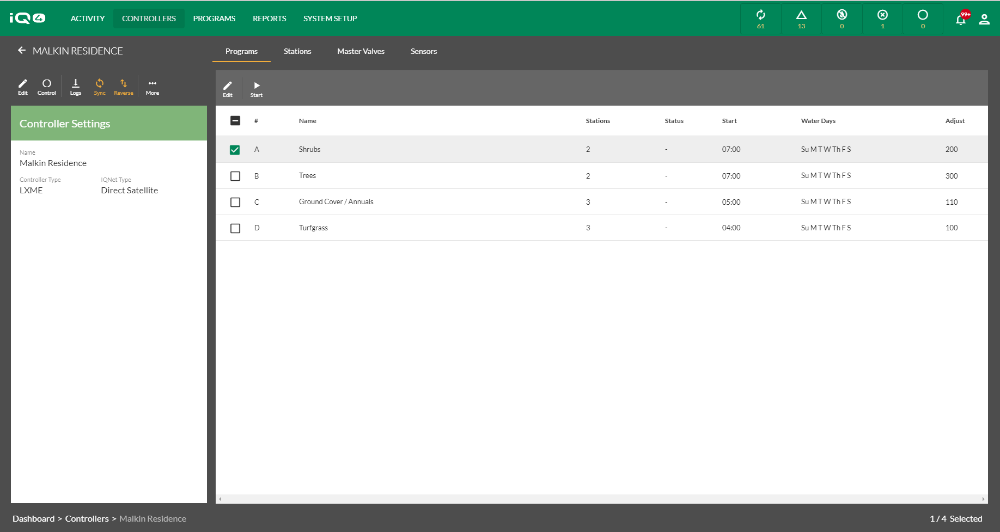 iQ4 ACTIVITY CONTROLLERS PROGRAMS REPORTS SYSTEM SETUP 61 13 0 1 0 99+
MALKIN RESIDENCE Programs Stations Master Valves Sensors
Edit Control Logs Sync Reverse More
Edit Start
Controller Settings
Name
Malkin Residence
Controller Type IQNet Type
LXME Direct Satellite
# Name Stations Status Start Water Days Adjust
A Shrubs 2 - 07:00 Su M T W Th F S 200
B Trees 2 - 07:00 Su M T W Th F S 300
C Ground Cover / Annuals 3 - 05:00 Su M T W Th F S 110
D Turfgrass 3 - 04:00 Su M T W Th F S 100
Dashboard > Controllers > Malkin Residence 1 / 4 Selected